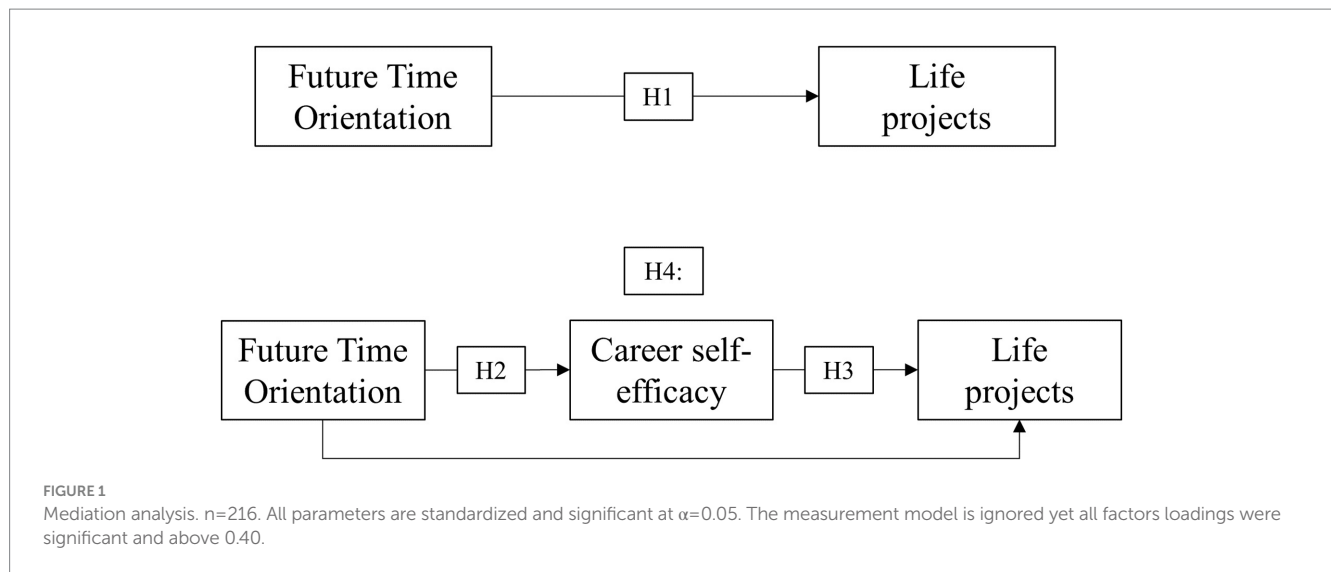 Future Time
Orientation
H1
Life
projects
H4:
Future Time
Orientation
H2
Career self-
efficacy
H3
Life
projects
FIGURE 1
Mediation analysis. n=216. All parameters are standardized and significant at α=0.05. The measurement model is ignored yet all factors loadings were
significant and above 0.40.